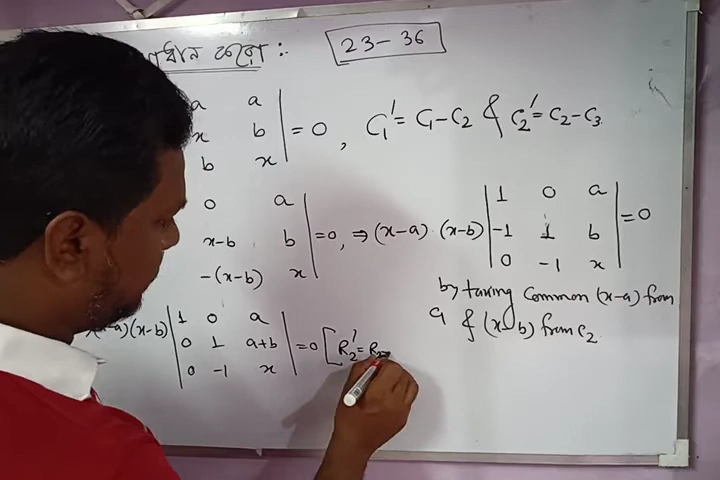 করো : 23 – 36
a a
x b = 0 , C₁' = C₁ – C₂ & C₂' = C₂ – C₃
b x
0 a
x–b b = 0, ⇒ (x–a) (x–b)
–(x–b) x
1 0 a
–1 1 b = 0
0 –1 x
by taking common (x–a) from
C₁ & (x–b) from C₂
(x–a)(x–b)
1 0 a
0 1 a+b = 0 [R₂' = R₂
0 –1 x